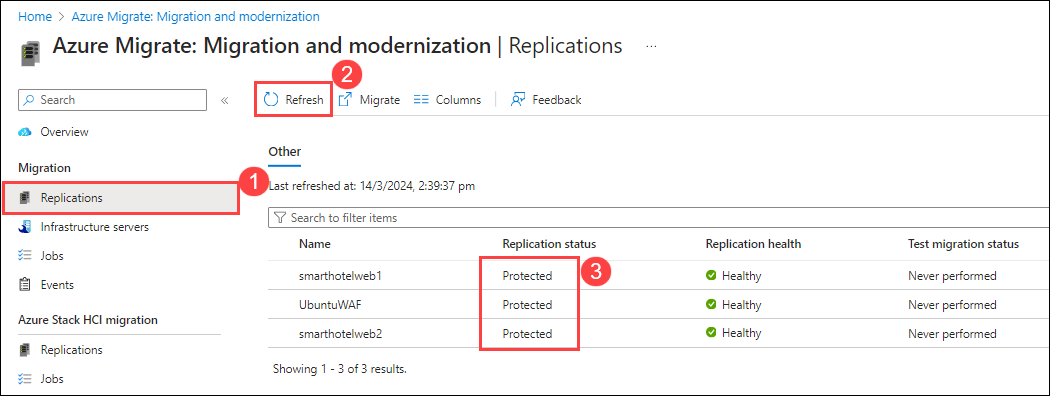 Home > Azure Migrate: Migration and modernization
Azure Migrate: Migration and modernization | Replications ...
2
Search «
Refresh Migrate Columns Feedback
Overview
Other
Migration
1
Replications
Last refreshed at: 14/3/2024, 2:39:37 pm
Search to filter items
Infrastructure servers
Name Replication status Replication health Test migration status
Jobs
3
smarthotelweb1 Protected Healthy Never performed
Events
UbuntuWAF Protected Healthy Never performed
Azure Stack HCI migration
smarthotelweb2 Protected Healthy Never performed
Replications
Showing 1 - 3 of 3 results.
Jobs